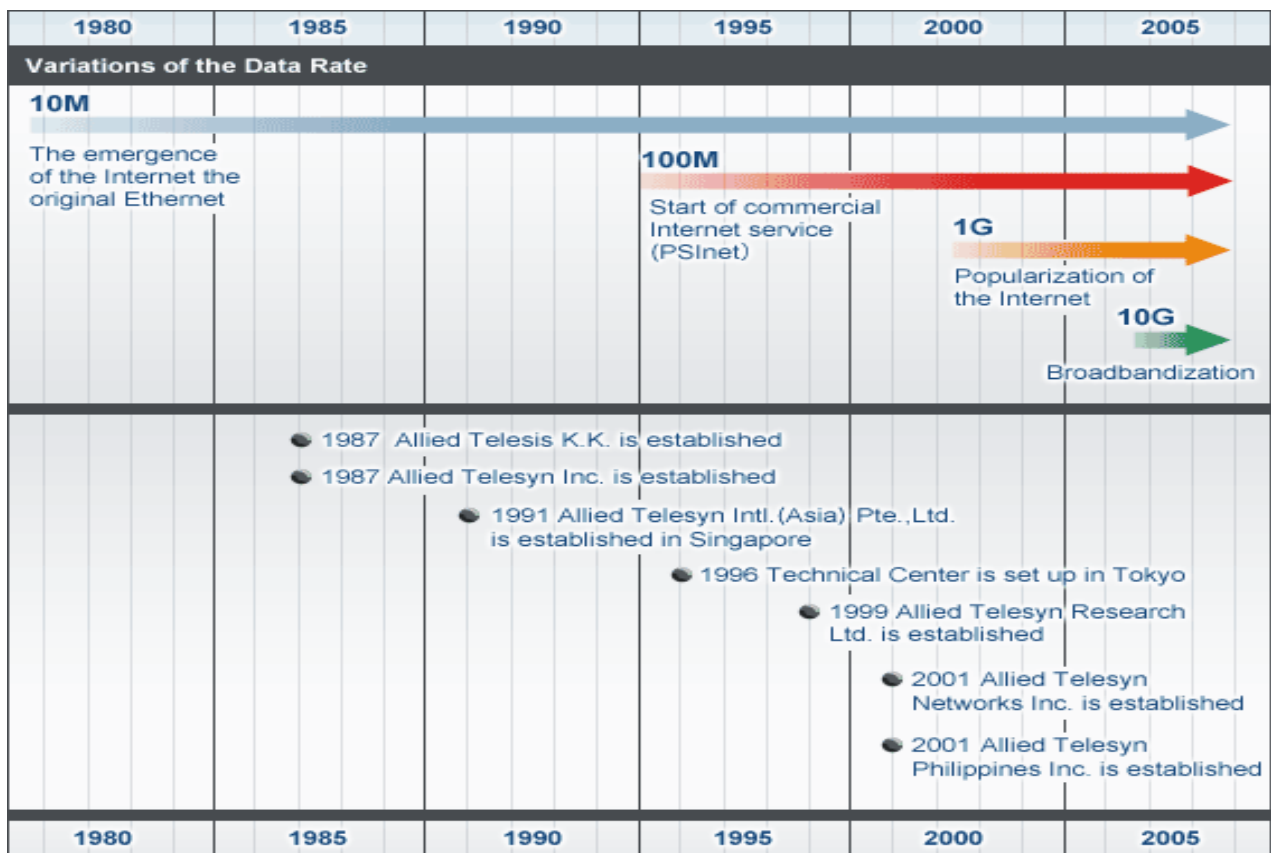 1980 1985 1990 1995 2000 2005
Variations of the Data Rate
10M
The emergence
of the Internet the
original Ethernet
100M
Start of commercial
Internet service
(PSInet)
1G
Popularization of
the Internet
10G
Broadbandization
1987 Allied Telesis K.K. is established
1987 Allied Telesyn Inc. is established
1991 Allied Telesyn Intl.(Asia) Pte.,Ltd.
is established in Singapore
1996 Technical Center is set up in Tokyo
1999 Allied Telesyn Research
Ltd. is established
2001 Allied Telesyn
Networks Inc. is established
2001 Allied Telesyn
Philippines Inc. is established
1980 1985 1990 1995 2000 2005